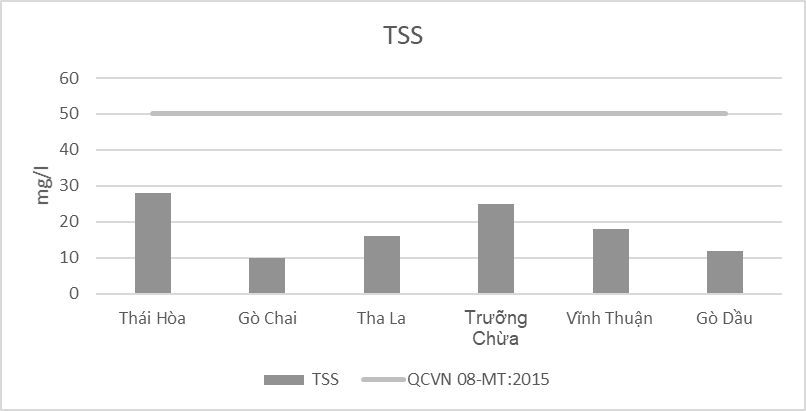 TSS
60
50
40
30
20
10
0
mg/l
Thái Hòa
Gò Chai
Tha La
Trưỡng
Chừa
Vĩnh Thuận
Gò Dầu
TSS
QCVN 08-MT:2015